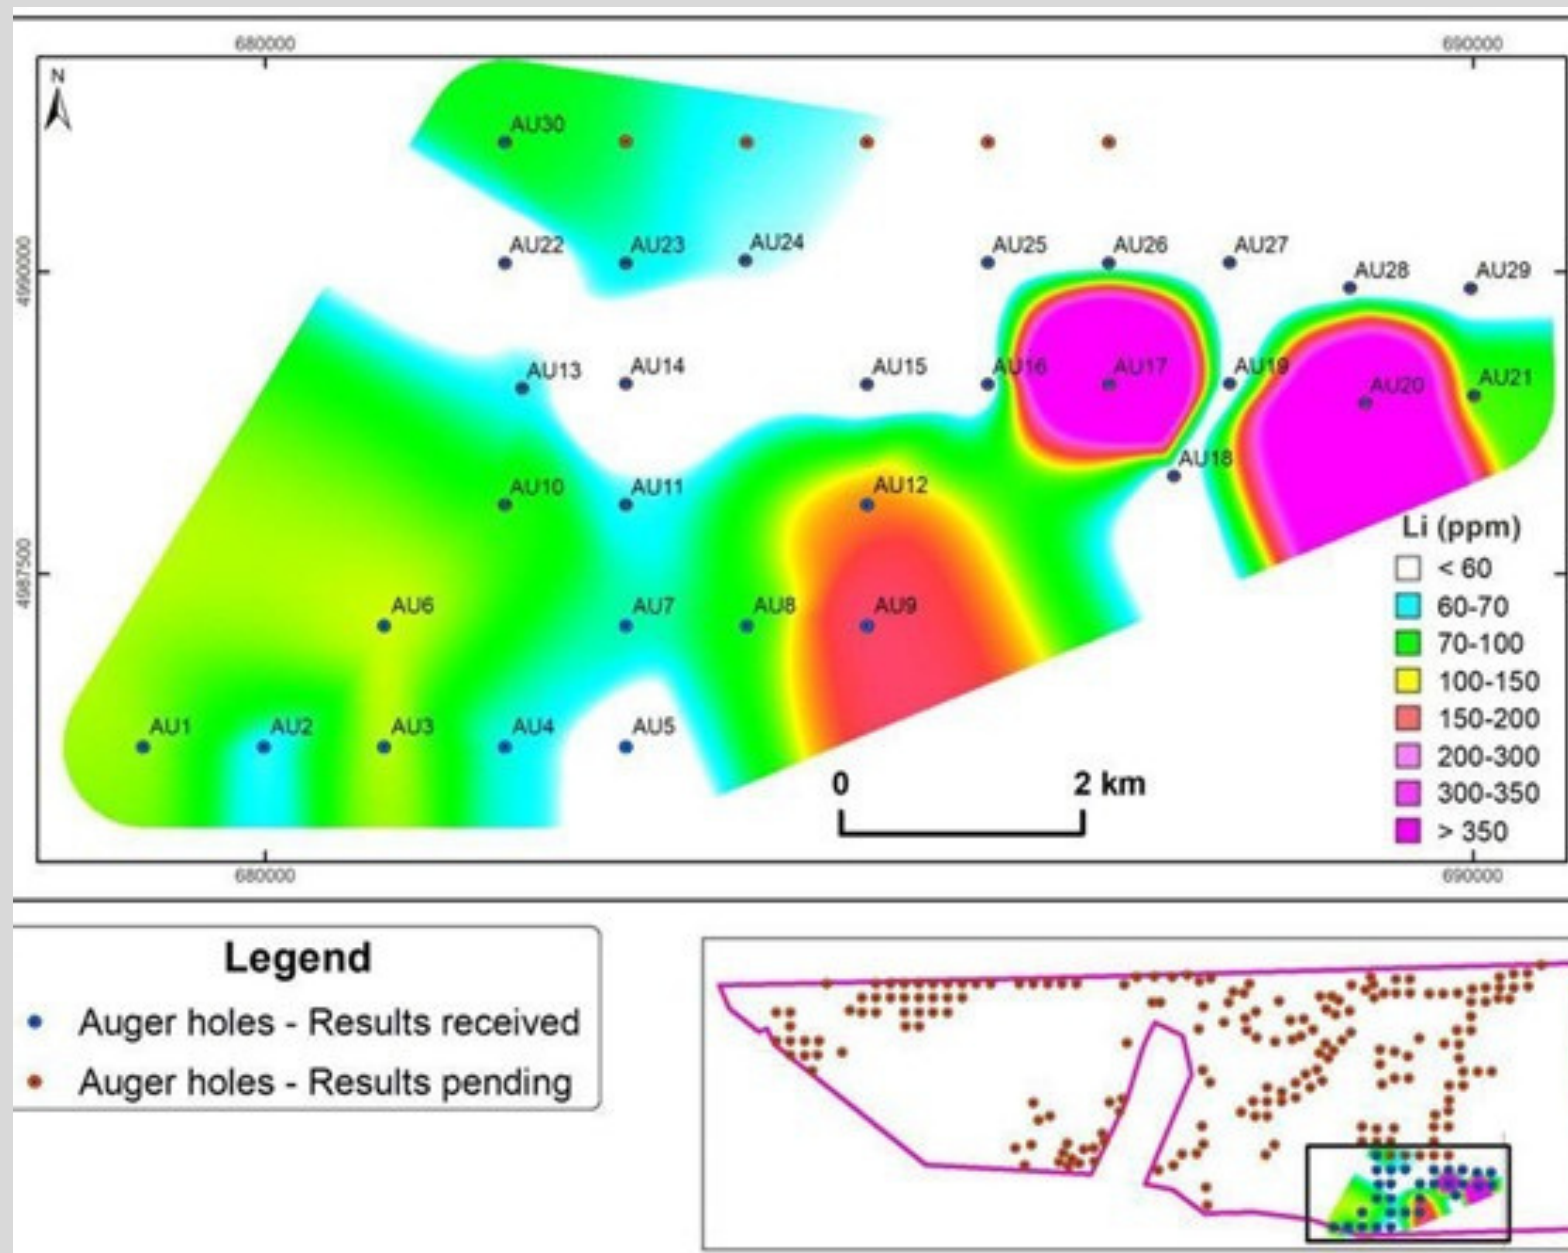 680000 690000
N
AU30
AU22 AU23 AU24 AU25 AU26 AU27
AU28 AU29
4990000
AU13 AU14 AU15 AU16 AU17 AU19 AU20 AU21
AU18
AU10 AU11 AU12
4987500
AU6 AU7 AU8 AU9
AU1 AU2 AU3 AU4 AU5
0 2 km
Li (ppm)
< 60
60-70
70-100
100-150
150-200
200-300
300-350
> 350
680000 690000
Legend
Auger holes - Results received
Auger holes - Results pending